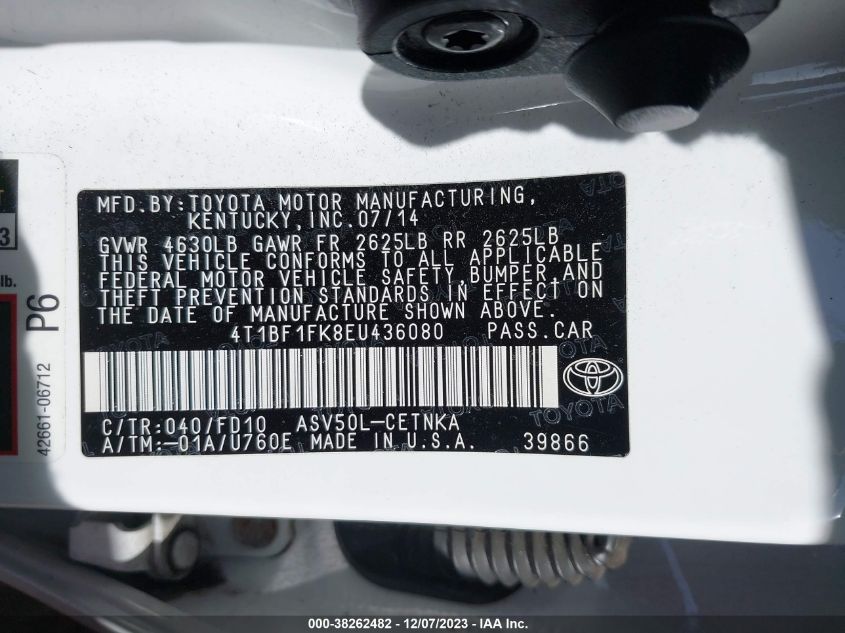 MFD.BY:TOYOTA MOTOR MANUFACTURING,
KENTUCKY,INC.07/14
GVWR 4630LB GAWR FR 2625LB RR 2625LB
THIS VEHICLE CONFORMS TO ALL APPLICABLE
FEDERAL MOTOR VEHICLE SAFETY,BUMPER,AND
THEFT PREVENTION STANDARDS IN EFFECT ON
THE DATE OF MANUFACTURE SHOWN ABOVE.
4T1BF1FK8EU436080 PASS.CAR
TOYOTA
C/TR:040/FD10 ASV50L-CETNKA
A/TM:-01A/U760E MADE IN U.S.A. 39866
3
lb.
P6
42661-06712
000-38262482 - 12/07/2023 - IAA Inc.